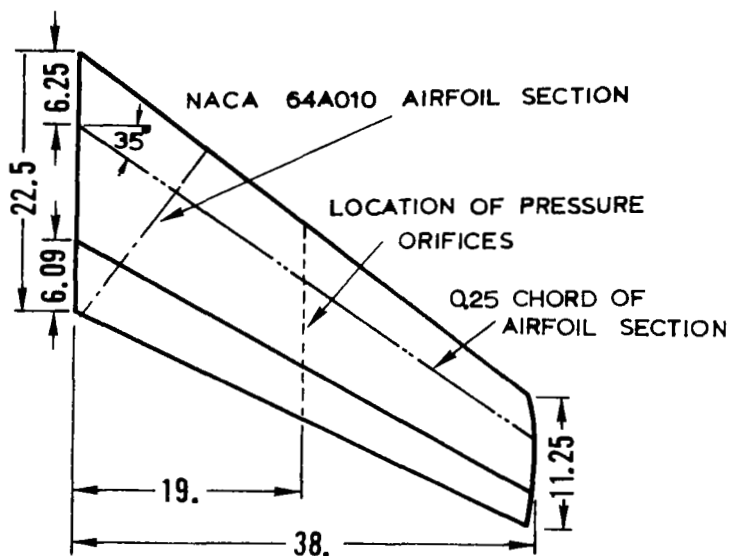 6.25
NACA 64A010 AIRFOIL SECTION
35°
22.5
LOCATION OF PRESSURE
ORIFICES
6.09
0.25 CHORD OF
AIRFOIL SECTION
11.25
19.
38.